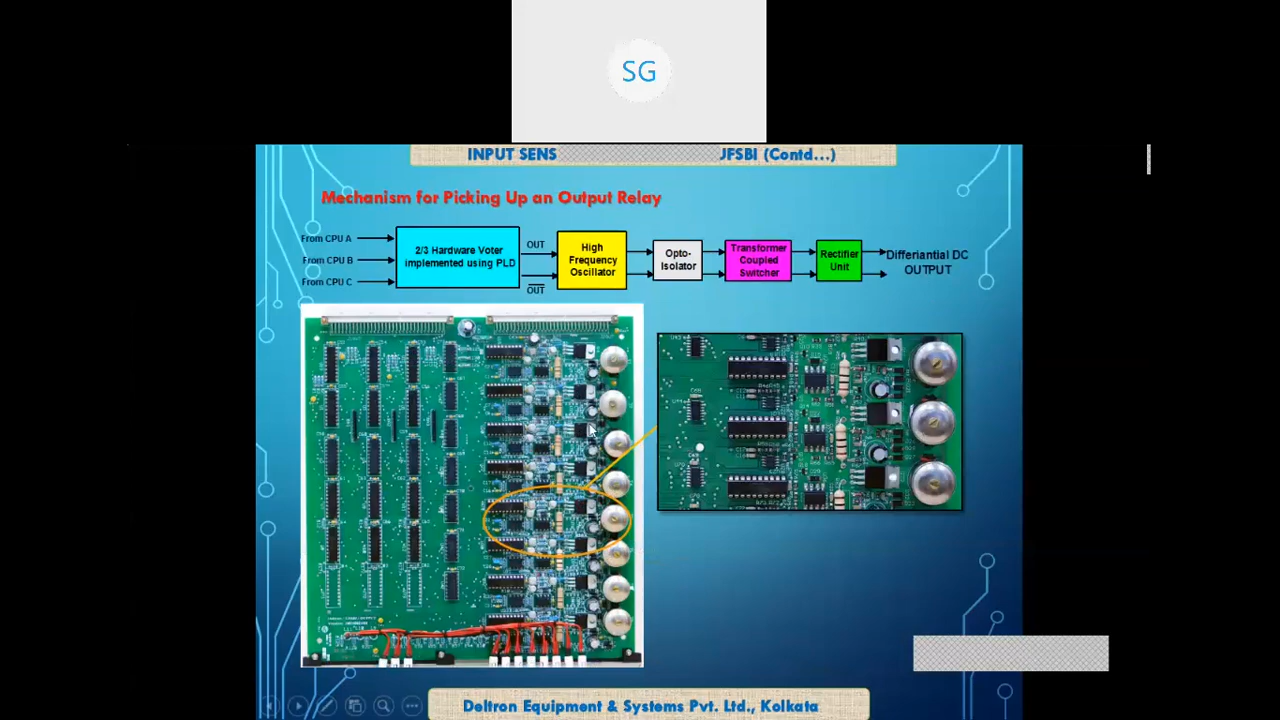 SG
INPUT SENS JFSBI (Contd...)
Mechanism for Picking Up an Output Relay
From CPU A
From CPU B
From CPU C
2/3 Hardware Voter
implemented using PLD
OUT
OUT
High
Frequency
Oscillator
Opto-
Isolator
Transformer
Coupled
Switcher
Rectifier
Unit
Differiantial DC
OUTPUT
Deltron Equipment & Systems Pvt. Ltd., Kolkata